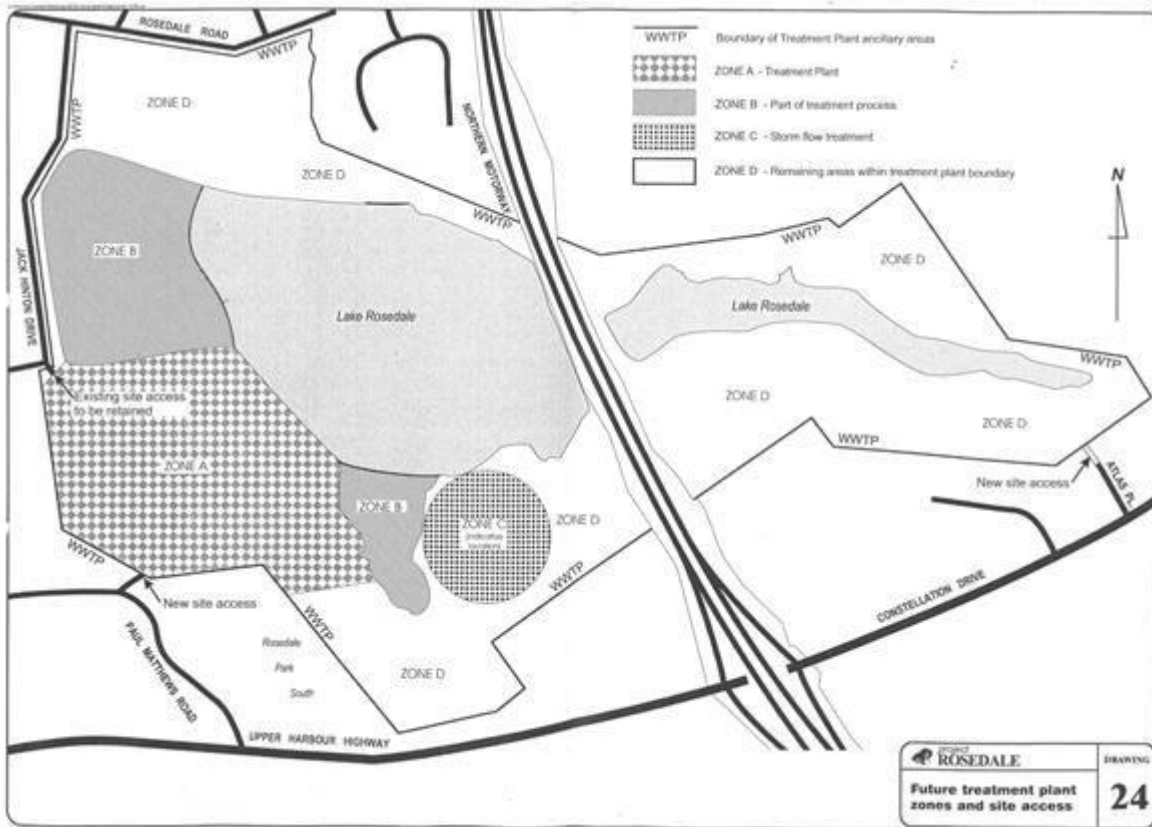 ROSEDALE ROAD
WWTP
WWTP
ZONE D
WWTP
JACK HINTON DRIVE
ZONE B
ZONE D
WWTP
NORTHERN MOTORWAY
Lake Rosedale
Existing site access
to be retained
ZONE A
ZONE B
ZONE C
(indicative
location)
ZONE D
WWTP
WWTP
New site access
WWTP
PAUL MATTHEWS ROAD
Rosedale
Park
South
ZONE D
UPPER HARBOUR HIGHWAY
WWTP Boundary of Treatment Plant ancillary areas
ZONE A - Treatment Plant
ZONE B - Part of treatment process
ZONE C - Storm flow treatment
ZONE D - Remaining areas within treatment plant boundary
N
WWTP
ZONE D
Lake Rosedale
WWTP
ZONE D
ZONE D
WWTP
New site access
ATLAS PL
CONSTELLATION DRIVE
project
ROSEDALE
DRAWING
Future treatment plant
zones and site access
24